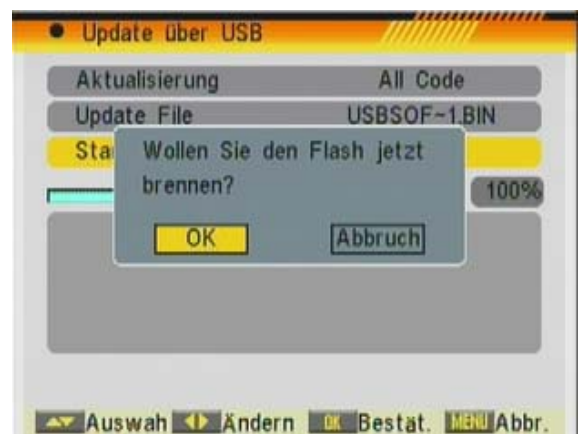 Update über USB
Aktualisierung All Code
Update File USBSOF~1.BIN
Sta
Wollen Sie den Flash jetzt
brennen?
100%
OK Abbruch
Auswah Ändern OK Bestät. MENU Abbr.